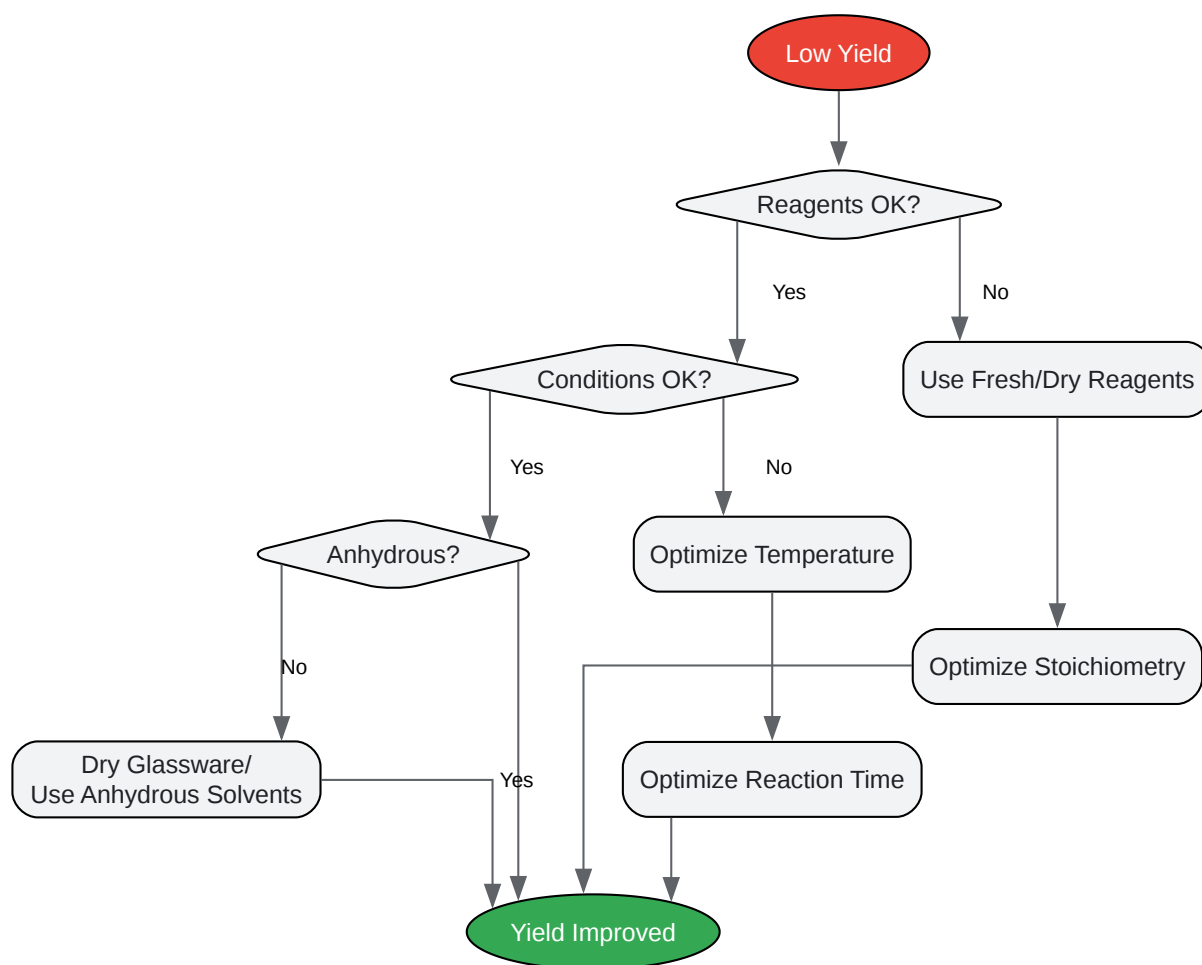 Low Yield
Reagents OK?
Yes
No
Conditions OK?
Use Fresh/Dry Reagents
Yes
No
Anhydrous?
Optimize Temperature
No
Optimize Stoichiometry
Dry Glassware/
Use Anhydrous Solvents
Yes
Optimize Reaction Time
Yield Improved